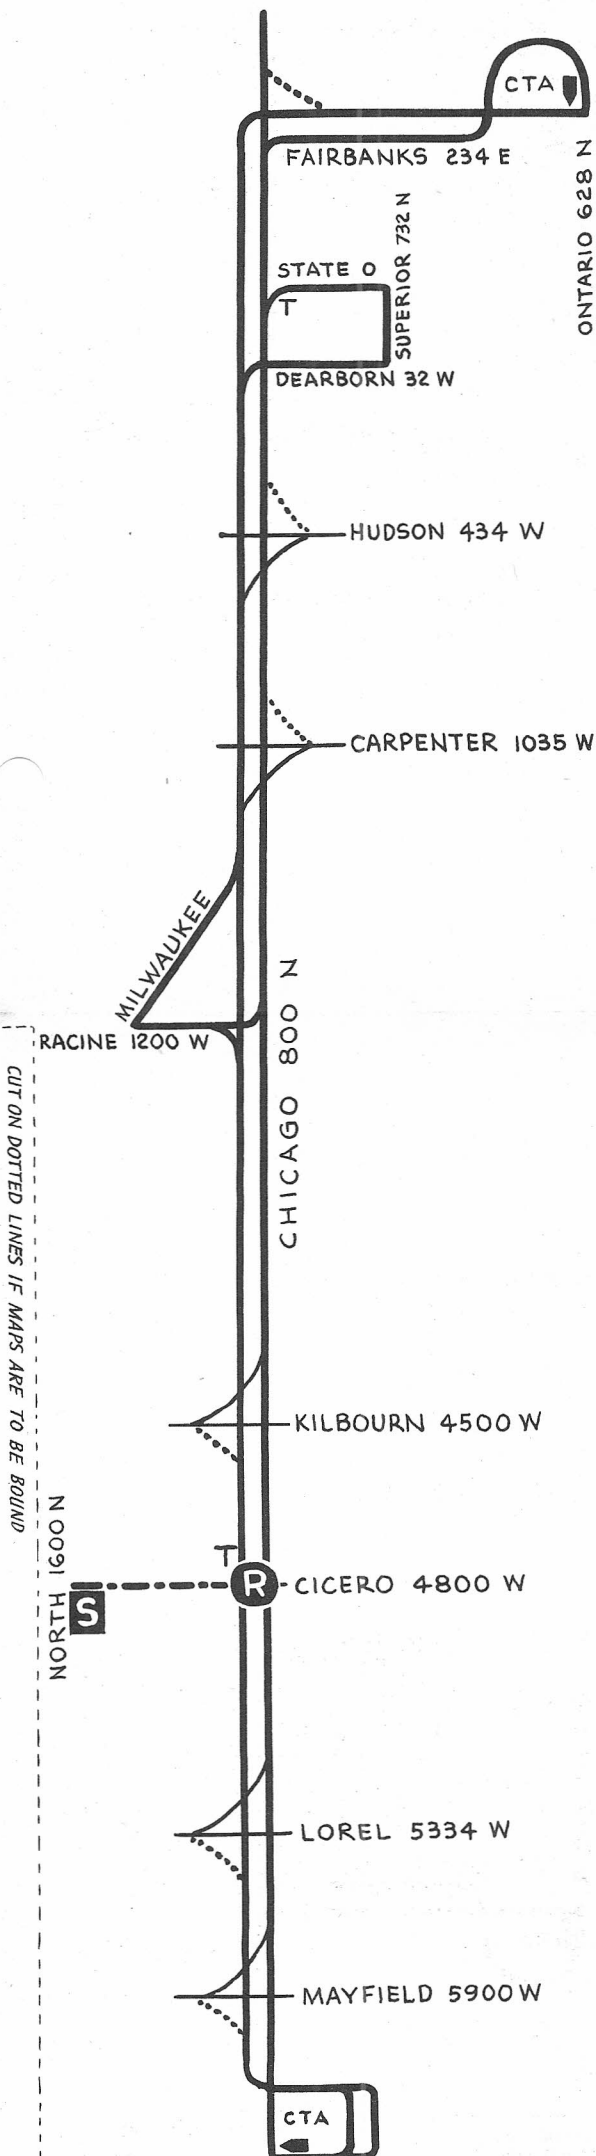 CTA
FAIRBANKS 234 E
ONTARIO 628 N
STATE 0
T
SUPERIOR 732 N
DEARBORN 32 W
HUDSON 434 W
CARPENTER 1035 W
MILWAUKEE
RACINE 1200 W
CHICAGO 800 N
CUT ON DOTTED LINES IF MAPS ARE TO BE BOUND
KILBOURN 4500 W
T
R
CICERO 4800 W
NORTH 1600 N
S
LOREL 5334 W
MAYFIELD 5900 W
CTA